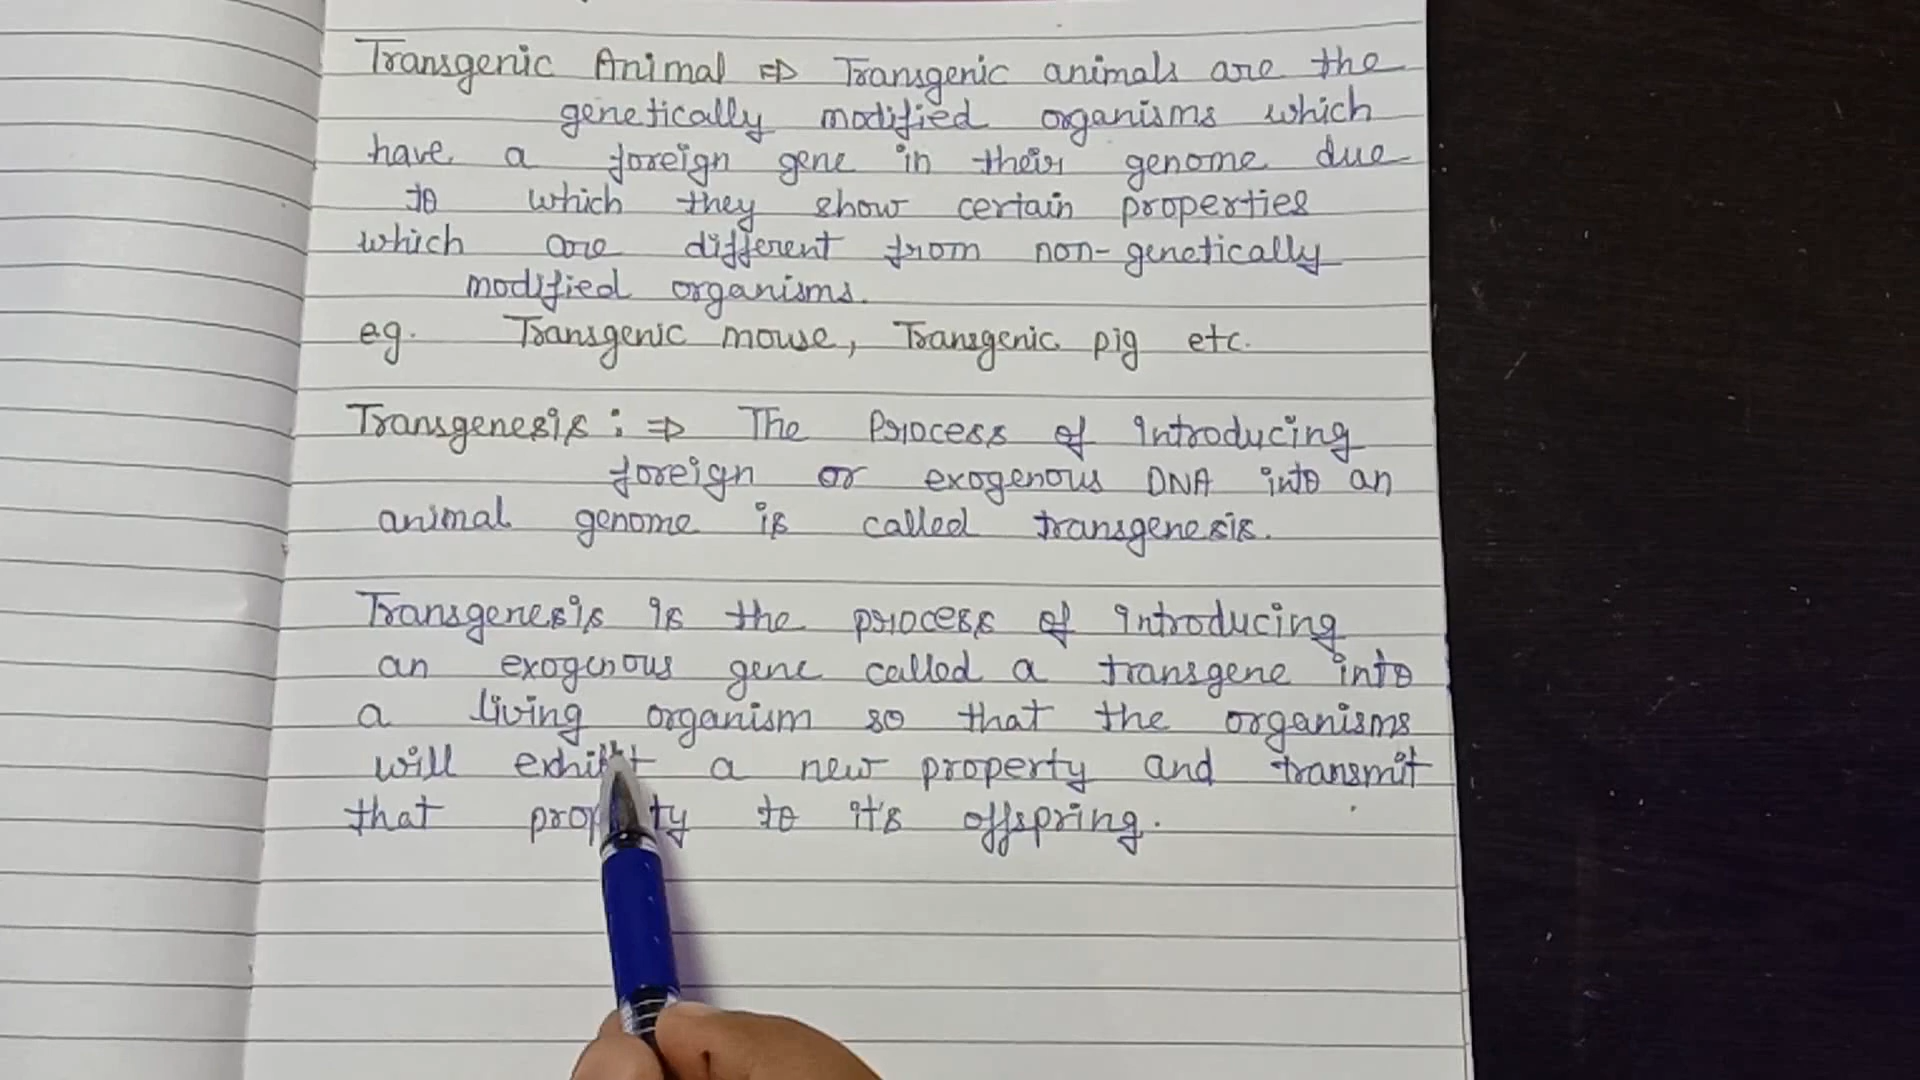 Transgenic Animal ⇒ Transgenic animals are the
genetically modified organisms which
have a foreign gene in their genome due
to which they show certain properties
which are different from non-genetically
modified organisms.
eg. Transgenic mouse, Transgenic pig etc.
Transgenesis : ⇒ The Process of introducing
foreign or exogenous DNA into an
animal genome is called transgenesis.
Transgenesis is the process of introducing
an exogenous gene called a transgene into
a living organism so that the organisms
will exhibit a new property and transmit
that property to it's offspring.